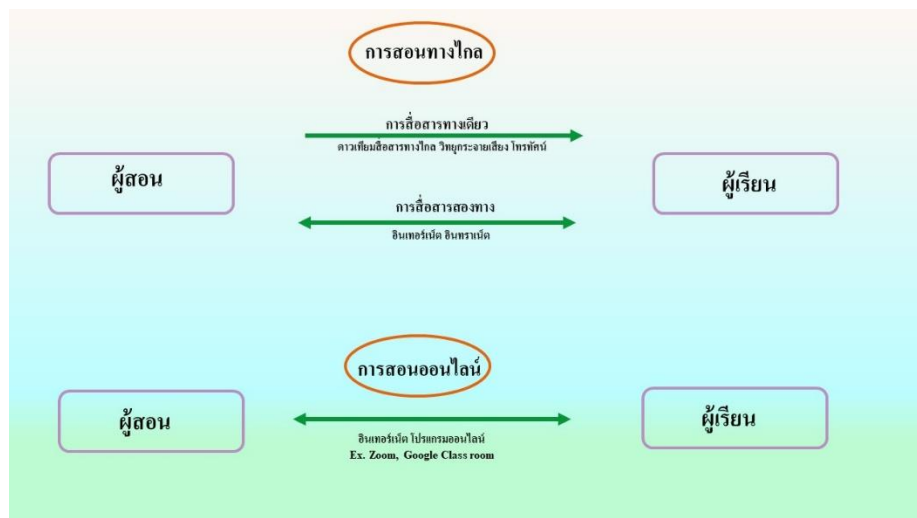 การสอนทางไกล
การสื่อสารทางเดียว
ดาวเทียมสื่อสารทางไกล วิทยุกระจายเสียง โทรทัศน์
ผู้สอน
ผู้เรียน
การสื่อสารสองทาง
อินเทอร์เน็ต อินทราเน็ต
การสอนออนไลน์
ผู้สอน
ผู้เรียน
อินเทอร์เน็ต โปรแกรมออนไลน์
Ex. Zoom, Google Class room